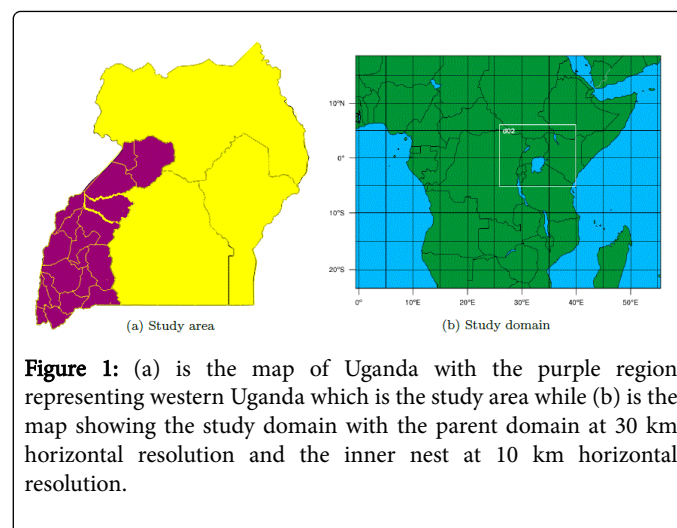 d02
10°N
0°
10°S
20°S
0° 10°E 20°E 30°E 40°E 50°E
(a) Study area
(b) Study domain
Figure 1: (a) is the map of Uganda with the purple region
representing western Uganda which is the study area while (b) is the
map showing the study domain with the parent domain at 30 km
horizontal resolution and the inner nest at 10 km horizontal
resolution.